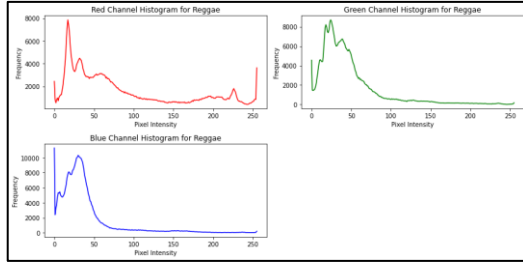 Red Channel Histogram for Reggae
8000
6000
4000
2000
Frequency
0 50 100 150 200 250
Pixel Intensity
Green Channel Histogram for Reggae
8000
6000
4000
2000
0
Frequency
0 50 100 150 200 250
Pixel Intensity
Blue Channel Histogram for Reggae
10000
8000
6000
4000
2000
0
Frequency
0 50 100 150 200 250
Pixel Intensity